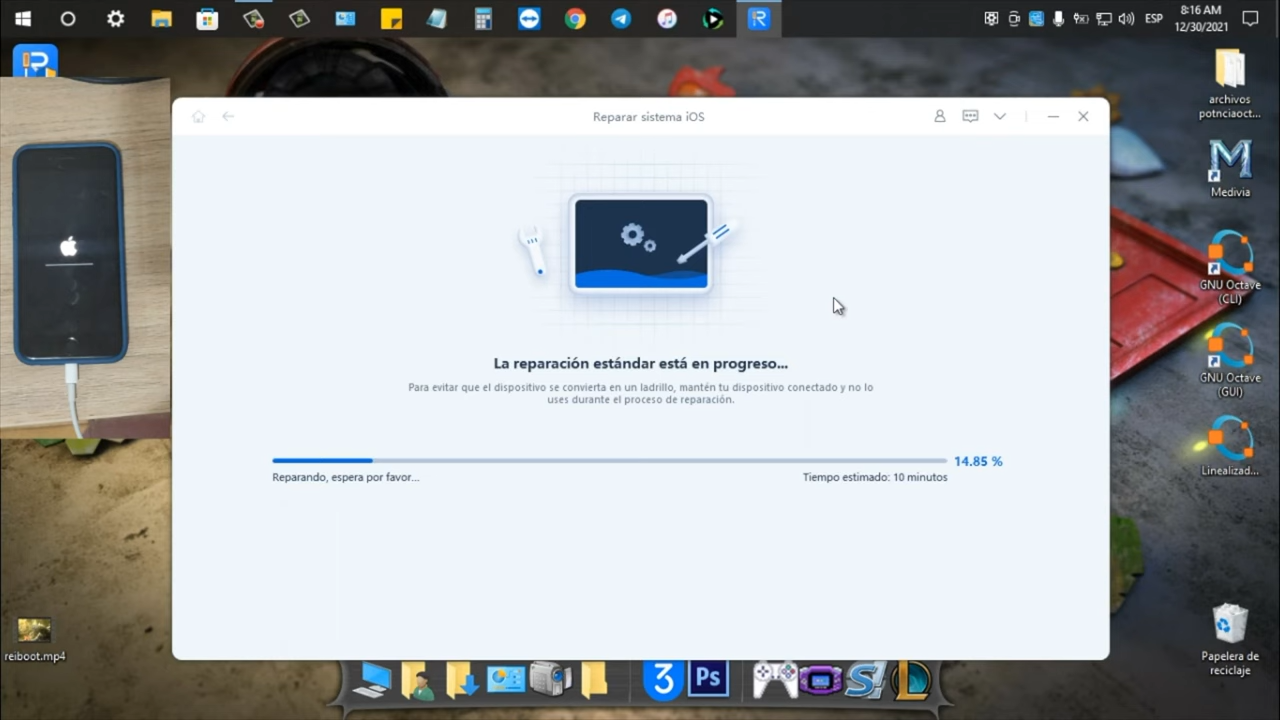 ESP
8:16 AM
12/30/2021
Reparar sistema iOS
archivos
potnciaoct...
Medivia
GNU Octave
(CLI)
GNU Octave
(GUI)
Linealizad...
La reparación estándar está en progreso...
Para evitar que el dispositivo se convierta en un ladrillo, mantén tu dispositivo conectado y no lo
uses durante el proceso de reparación.
14.85 %
Reparando, espera por favor...
Tiempo estimado: 10 minutos
reiboot.mp4
Papelera de
reciclaje
3
Ps